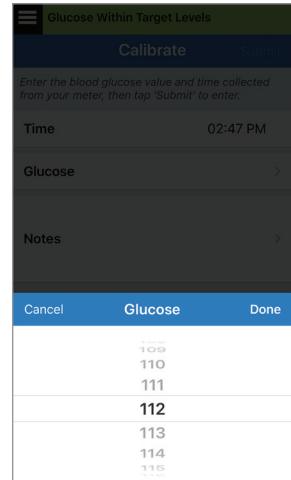 Glucose Within Target Levels
Calibrate Submit
Enter the blood glucose value and time collected
from your meter, then tap 'Submit' to enter.
Time 02:47 PM
Glucose
Notes
Cancel Glucose Done
109
110
111
112
113
114
115